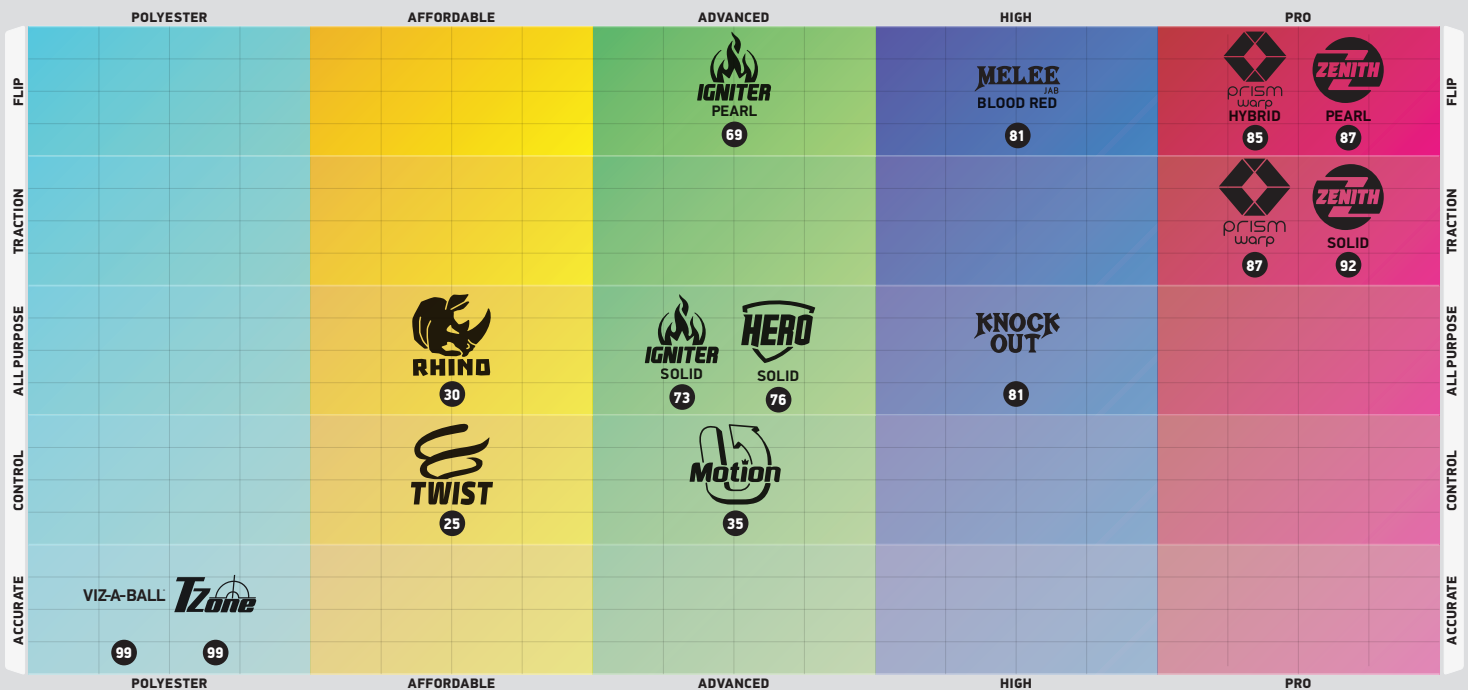 POLYESTER AFFORDABLE ADVANCED HIGH PRO
FLIP FLIP
IGNITER
PEARL
69
MELEE
JAB
BLOOD RED
81
prism
warp
HYBRID
85
ZENITH
PEARL
87
TRACTION TRACTION
prism
warp
87
ZENITH
SOLID
92
ALL PURPOSE ALL PURPOSE
RHINO
30
IGNITER
SOLID
73
HERO
SOLID
76
KNOCK
OUT
81
CONTROL CONTROL
TWIST
25
Motion
35
ACCURATE ACCURATE
VIZ-A-BALL
99
TZone
99
POLYESTER AFFORDABLE ADVANCED HIGH PRO